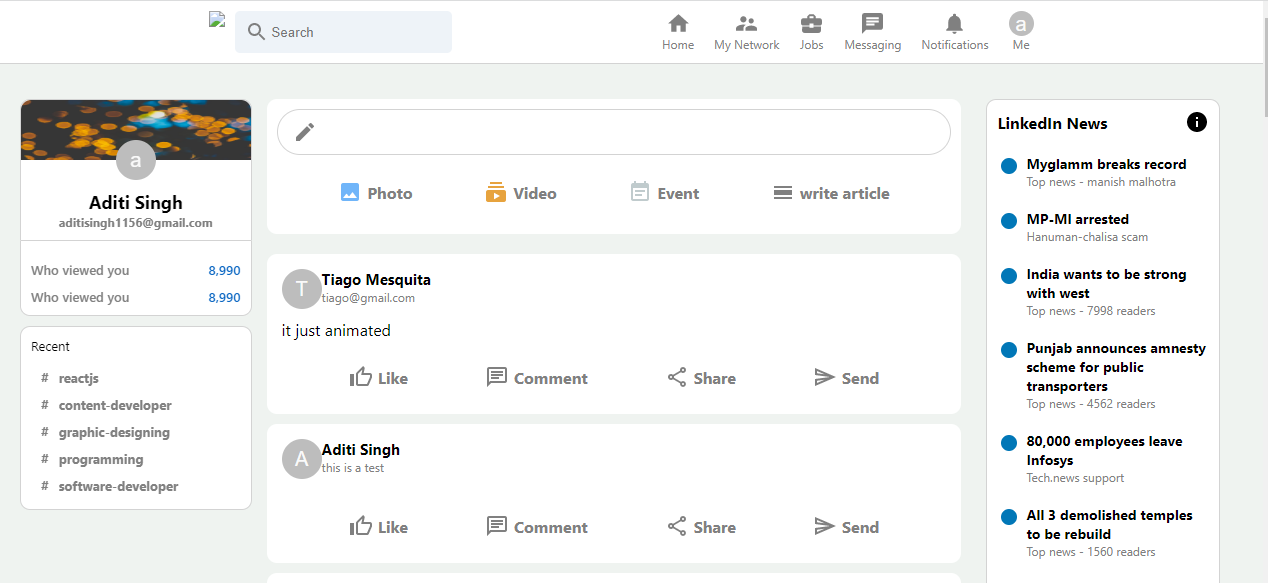 Search
Home
My Network
Jobs
Messaging
a
Notifications
Me
a
Aditi Singh
aditisingh1156@gmail.com
Who viewed you 8,990
Who viewed you 8,990
Recent
# reactjs
# content-developer
# graphic-designing
# programming
# software-developer
Photo
Video
Event
write article
T
Tiago Mesquita
tiago@gmail.com
it just animated
Like
Comment
Share
Send
A
Aditi Singh
this is a test
Like
Comment
Share
Send
LinkedIn News
Myglamm breaks record
Top news - manish malhotra
MP-MI arrested
Hanuman-chalisa scam
India wants to be strong
with west
Top news - 7998 readers
Punjab announces amnesty
scheme for public
transporters
Top news - 4562 readers
80,000 employees leave
Infosys
Tech.news support
All 3 demolished temples
to be rebuild
Top news - 1560 readers